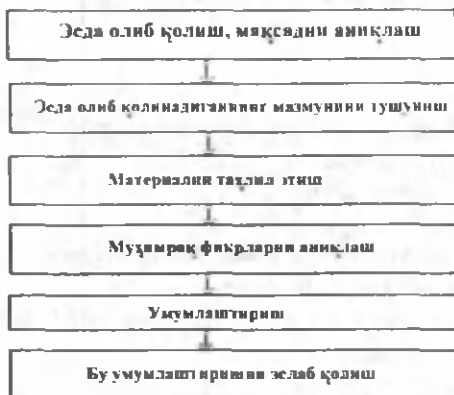 Эсда олиб қолиш, мақсадни аниқлаш
Эсда олиб қолинадиганнинг мазмунини тушуниш
Материални таҳлил этиш
Муҳимроқ фикрларни аниқлаш
Умумлаштириш
Бу умумлаштиришни эслаб қолиш